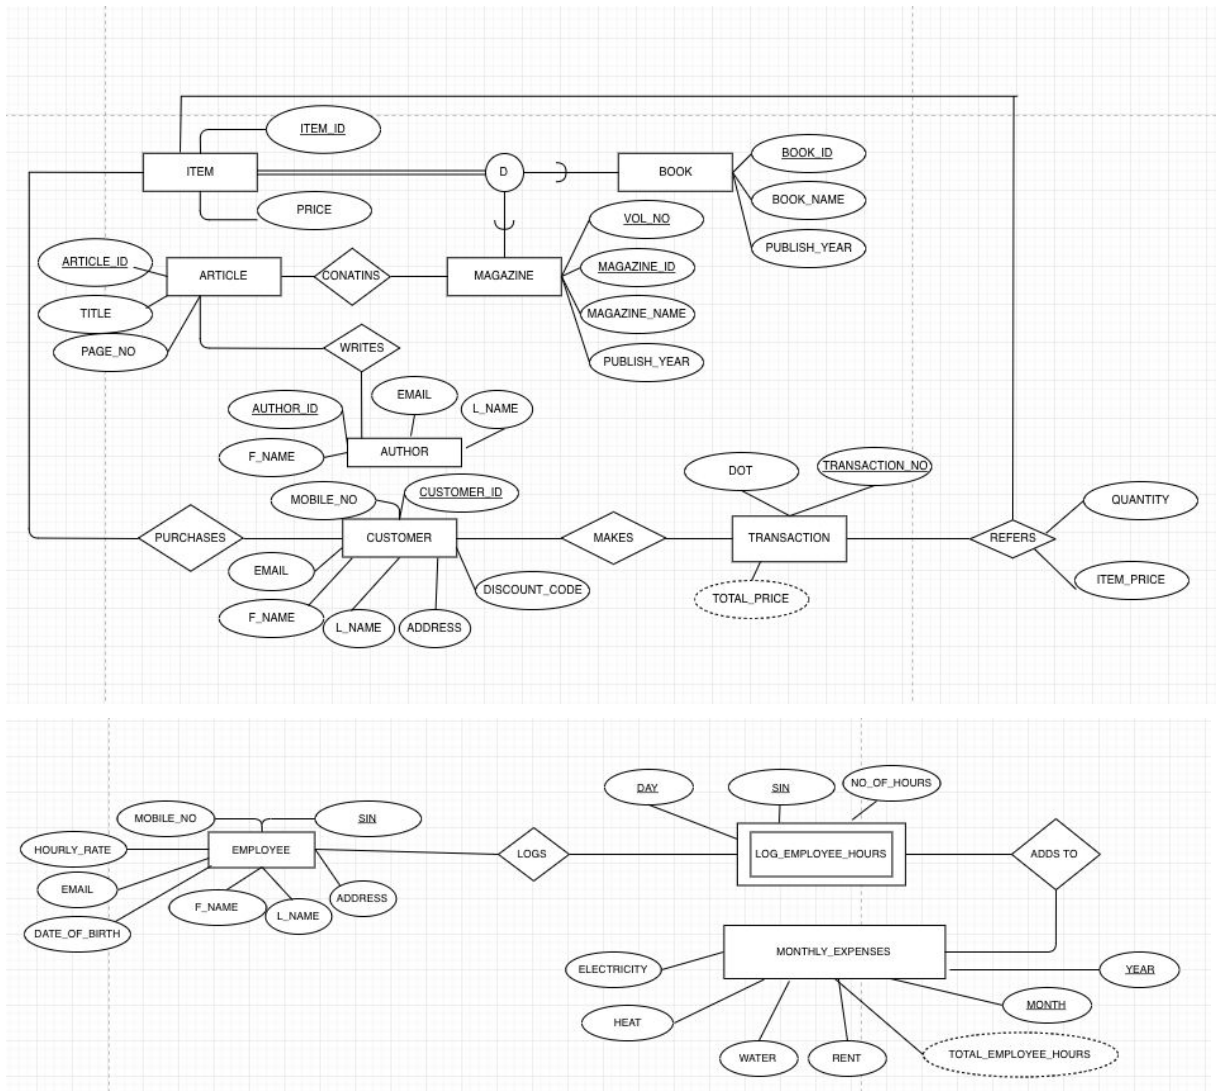 ITEM_ID
ITEM
D
BOOK
BOOK_ID
BOOK_NAME
PUBLISH_YEAR
PRICE
VOL_NO
ARTICLE_ID
ARTICLE
CONATINS
MAGAZINE
MAGAZINE_ID
TITLE
MAGAZINE_NAME
PAGE_NO
WRITES
PUBLISH_YEAR
AUTHOR_ID
EMAIL
L_NAME
F_NAME
AUTHOR
DOT
TRANSACTION_NO
MOBILE_NO
CUSTOMER_ID
QUANTITY
PURCHASES
CUSTOMER
MAKES
TRANSACTION
REFERS
EMAIL
DISCOUNT_CODE
TOTAL_PRICE
ITEM_PRICE
F_NAME
L_NAME
ADDRESS
DAY
SIN
NO_OF_HOURS
MOBILE_NO
SIN
HOURLY_RATE
EMPLOYEE
LOGS
LOG_EMPLOYEE_HOURS
ADDS TO
EMAIL
F_NAME
L_NAME
ADDRESS
DATE_OF_BIRTH
MONTHLY_EXPENSES
ELECTRICITY
YEAR
HEAT
MONTH
WATER
RENT
TOTAL_EMPLOYEE_HOURS